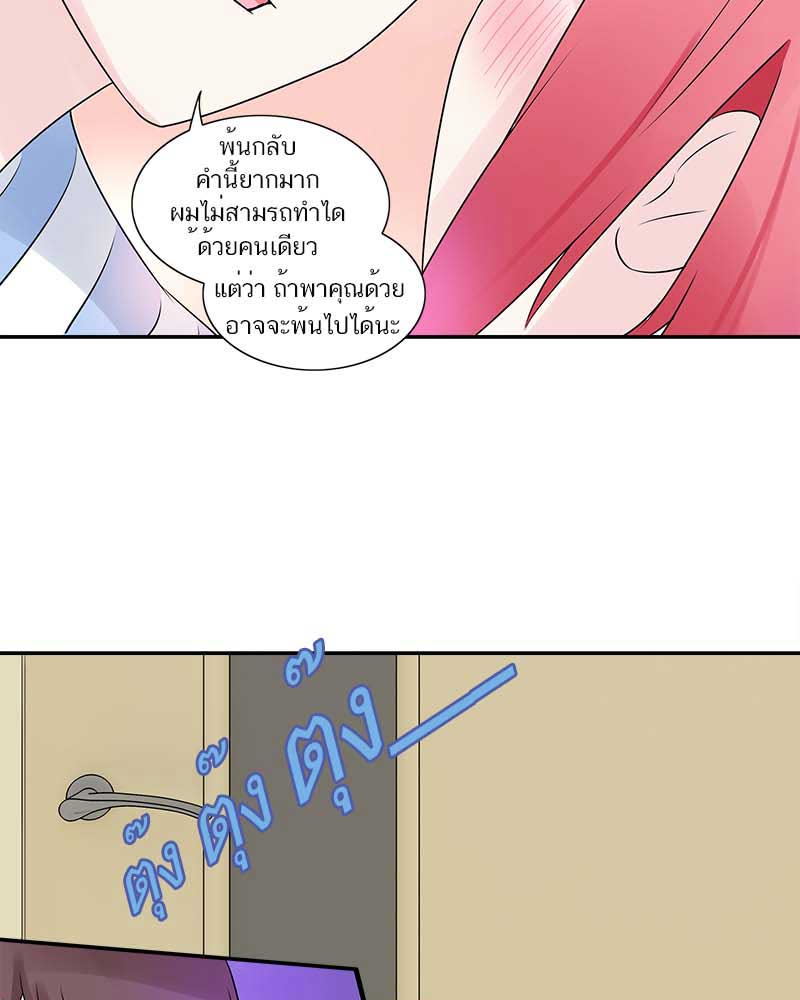 พ้นกลับ
คำนี้ยากมาก
ผมไม่สามรถทำได
้ด้วยคนเดียว
แต่ว่า ถ้าพาคุณด้วย
อาจจะพ้นไปได้นะ
ตุ๊ง ตุ๊ง ตุ๊ง